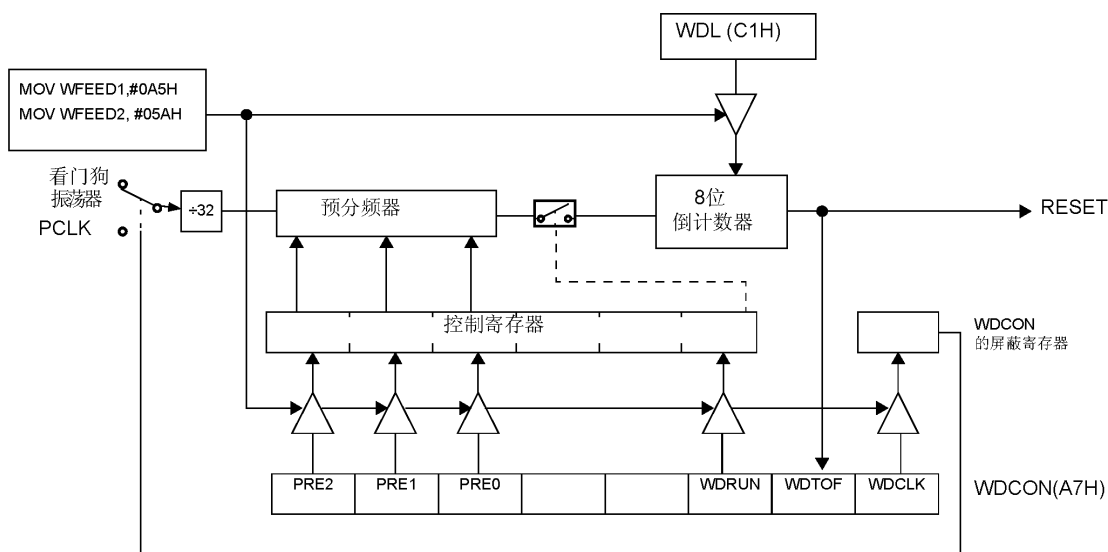 WDL (C1H)
MOV WFEED1,#0A5H
MOV WFEED2, #05AH
看门狗
振荡器
PCLK
÷32
预分频器
8位
倒计数器
RESET
控制寄存器
WDCON
的屏蔽寄存器
PRE2 PRE1 PRE0 WDRUN WDTOF WDCLK
WDCON(A7H)